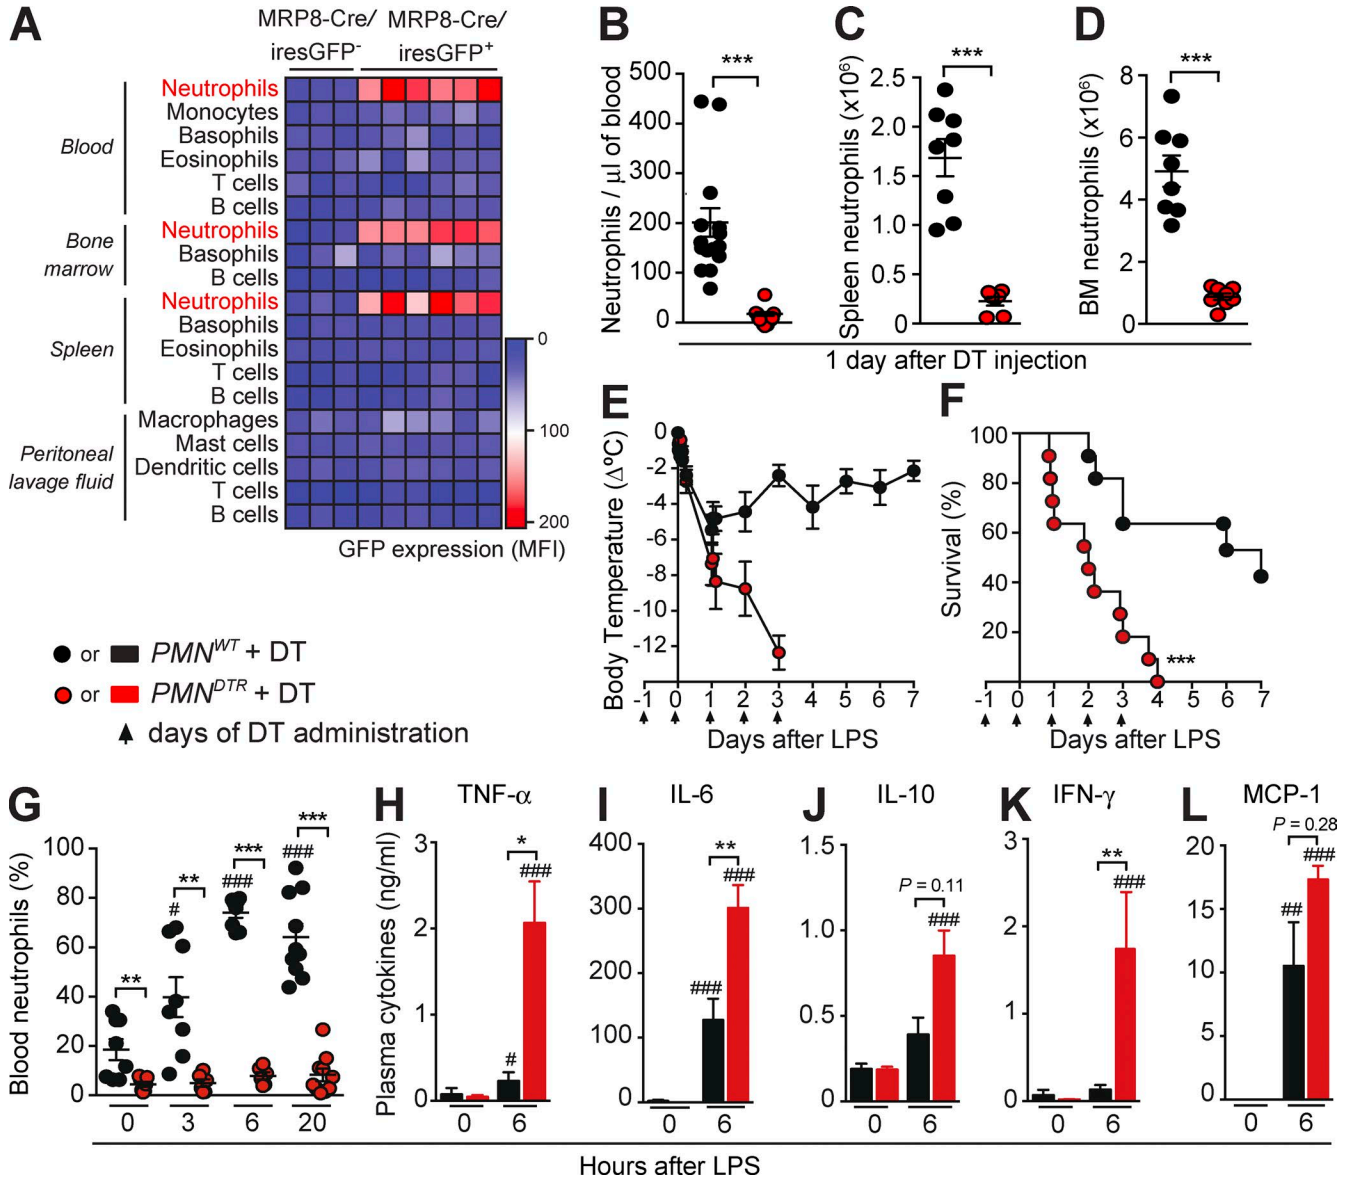 A
MRP8-Cre/ MRP8-Cre/
iresGFP- iresGFP+
Blood
Neutrophils
Monocytes
Basophils
Eosinophils
T cells
B cells
Bone
marrow
Neutrophils
Basophils
B cells
Spleen
Neutrophils
Basophils
Eosinophils
T cells
B cells
Peritoneal
lavage fluid
Macrophages
Mast cells
Dendritic cells
T cells
B cells
0
100
200
GFP expression (MFI)
B
Neutrophils / µl of blood
500
400
300
200
100
0
***
C
Spleen neutrophils (x10⁶)
2.5
2.0
1.5
1.0
0.5
0
***
D
BM neutrophils (x10⁶)
8
6
4
2
0
***
1 day after DT injection
● or ■ PMN^WT + DT
● or ■ PMN^DTR + DT
days of DT administration
E
Body Temperature (ΔºC)
0
-2
-4
-6
-8
-10
-12
-1 0 1 2 3 4 5 6 7
Days after LPS
F
Survival (%)
100
80
60
40
20
***
-1 0 1 2 3 4 5 6 7
Days after LPS
G
Blood neutrophils (%)
100
80
60
40
20
0
**
#
**
###
***
###
***
0 3 6 20
H
TNF-α
Plasma cytokines (ng/ml)
3
2
1
0
#
*
###
0 6
I
IL-6
400
300
200
100
0
###
**
###
0 6
J
IL-10
1.5
1.0
0.5
0
P = 0.11
###
0 6
K
IFN-γ
3
2
1
0
**
###
0 6
L
MCP-1
20
15
10
5
0
P = 0.28
##
###
0 6
Hours after LPS